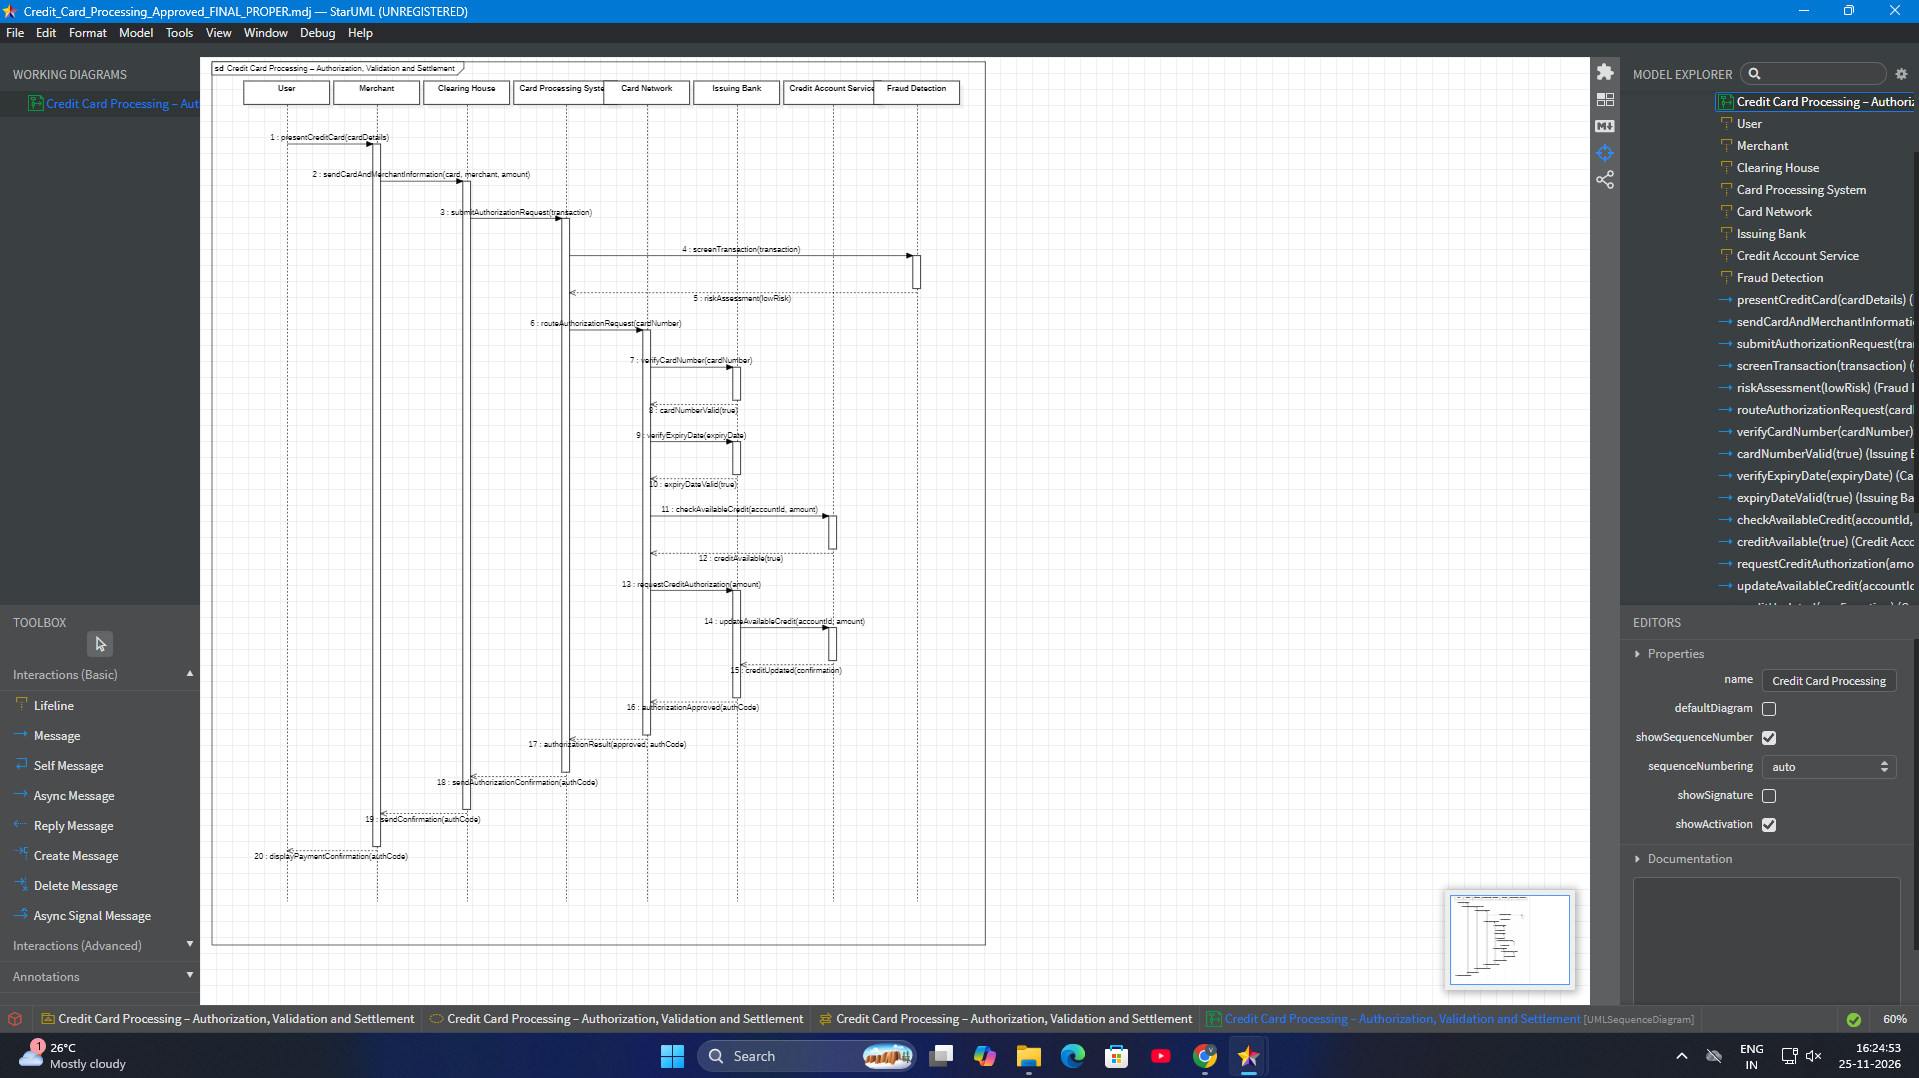 Credit_Card_Processing_Approved_FINAL_PROPER.mdj — StarUML (UNREGISTERED)
File Edit Format Model Tools View Window Debug Help
WORKING DIAGRAMS
Credit Card Processing – Aut
TOOLBOX
Interactions (Basic)
Lifeline
Message
Self Message
Async Message
Reply Message
Create Message
Delete Message
Async Signal Message
Interactions (Advanced)
Annotations
sd Credit Card Processing – Authorization, Validation and Settlement
User Merchant Clearing House Card Processing Syste Card Network Issuing Bank Credit Account Service Fraud Detection
1 : presentCreditCard(cardDetails)
2 : sendCardAndMerchantInformation(card, merchant, amount)
3 : submitAuthorizationRequest(transaction)
4 : screenTransaction(transaction)
5 : riskAssessment(lowRisk)
6 : routeAuthorizationRequest(cardNumber)
7 : verifyCardNumber(cardNumber)
8 : cardNumberValid(true)
9 : verifyExpiryDate(expiryDate)
10 : expiryDateValid(true)
11 : checkAvailableCredit(accountId, amount)
12 : creditAvailable(true)
13 : requestCreditAuthorization(amount)
14 : updateAvailableCredit(accountId, amount)
15 : creditUpdated(confirmation)
16 : authorizationApproved(authCode)
17 : authorizationResult(approved, authCode)
18 : sendAuthorizationConfirmation(authCode)
19 : sendConfirmation(authCode)
20 : displayPaymentConfirmation(authCode)
MODEL EXPLORER
Credit Card Processing – Authoriz
User
Merchant
Clearing House
Card Processing System
Card Network
Issuing Bank
Credit Account Service
Fraud Detection
presentCreditCard(cardDetails) (
sendCardAndMerchantInformati
submitAuthorizationRequest(tra
screenTransaction(transaction) (
riskAssessment(lowRisk) (Fraud
routeAuthorizationRequest(card
verifyCardNumber(cardNumber)
cardNumberValid(true) (Issuing B
verifyExpiryDate(expiryDate) (Ca
expiryDateValid(true) (Issuing Ba
checkAvailableCredit(accountId,
creditAvailable(true) (Credit Acco
requestCreditAuthorization(amo
updateAvailableCredit(accountId
EDITORS
Properties
name Credit Card Processing
defaultDiagram
showSequenceNumber
sequenceNumbering auto
showSignature
showActivation
Documentation
Credit Card Processing – Authorization, Validation and Settlement Credit Card Processing – Authorization, Validation and Settlement Credit Card Processing – Authorization, Validation and Settlement Credit Card Processing – Authorization, Validation and Settlement [UMLSequenceDiagram] 60%
1 26°C
Mostly cloudy
Search
ENG
IN
16:24:53
25-11-2026